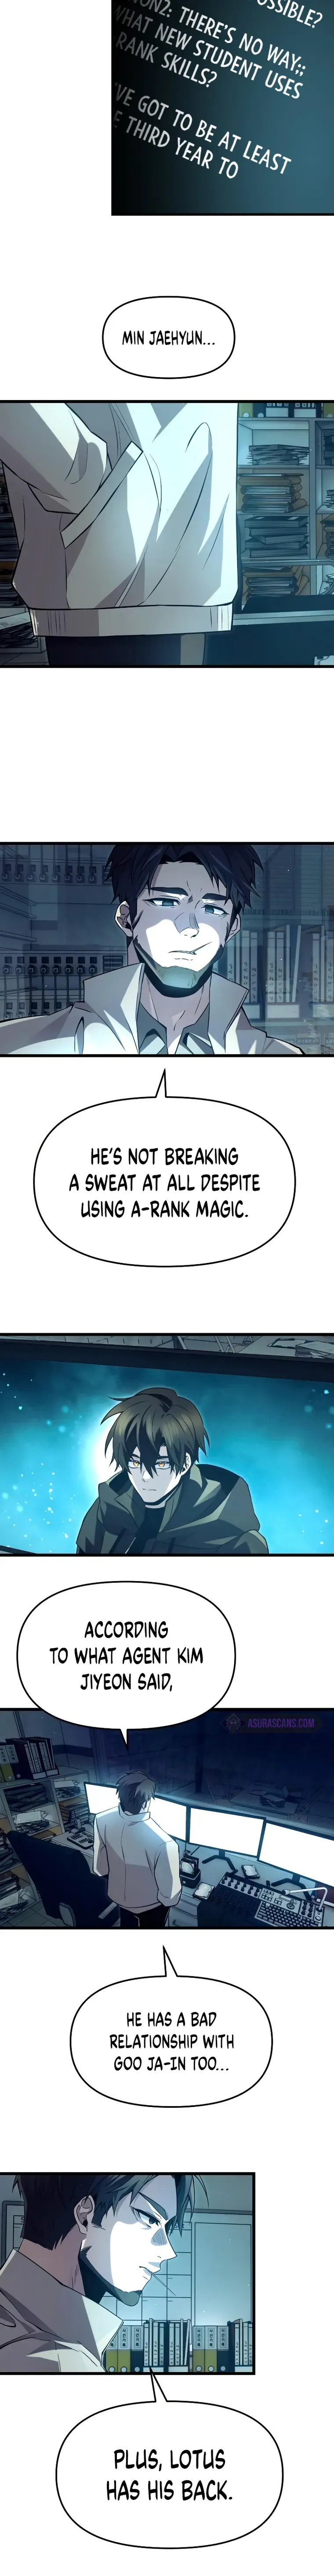 ON2: THERE'S NO WAY;;
WHAT NEW STUDENT USES
RANK SKILLS?
'VE GOT TO BE AT LEAST
THIRD YEAR TO
MIN JAEHYUN...
HE'S NOT BREAKING
A SWEAT AT ALL DESPITE
USING A-RANK MAGIC.
ACCORDING
TO WHAT AGENT KIM
JIYEON SAID,
ASURASCANS.COM
HE HAS A BAD
RELATIONSHIP WITH
GOO JA-IN TOO...
PLUS, LOTUS
HAS HIS BACK.